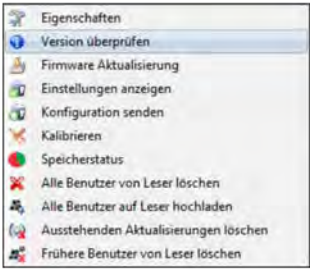 Eigenschaften
Version überprüfen
Firmware Aktualisierung
Einstellungen anzeigen
Konfiguration senden
Kalibrieren
Speicherstatus
Alle Benutzer von Leser löschen
Alle Benutzer auf Leser hochladen
Ausstehenden Aktualisierungen löschen
Frühere Benutzer von Leser löschen